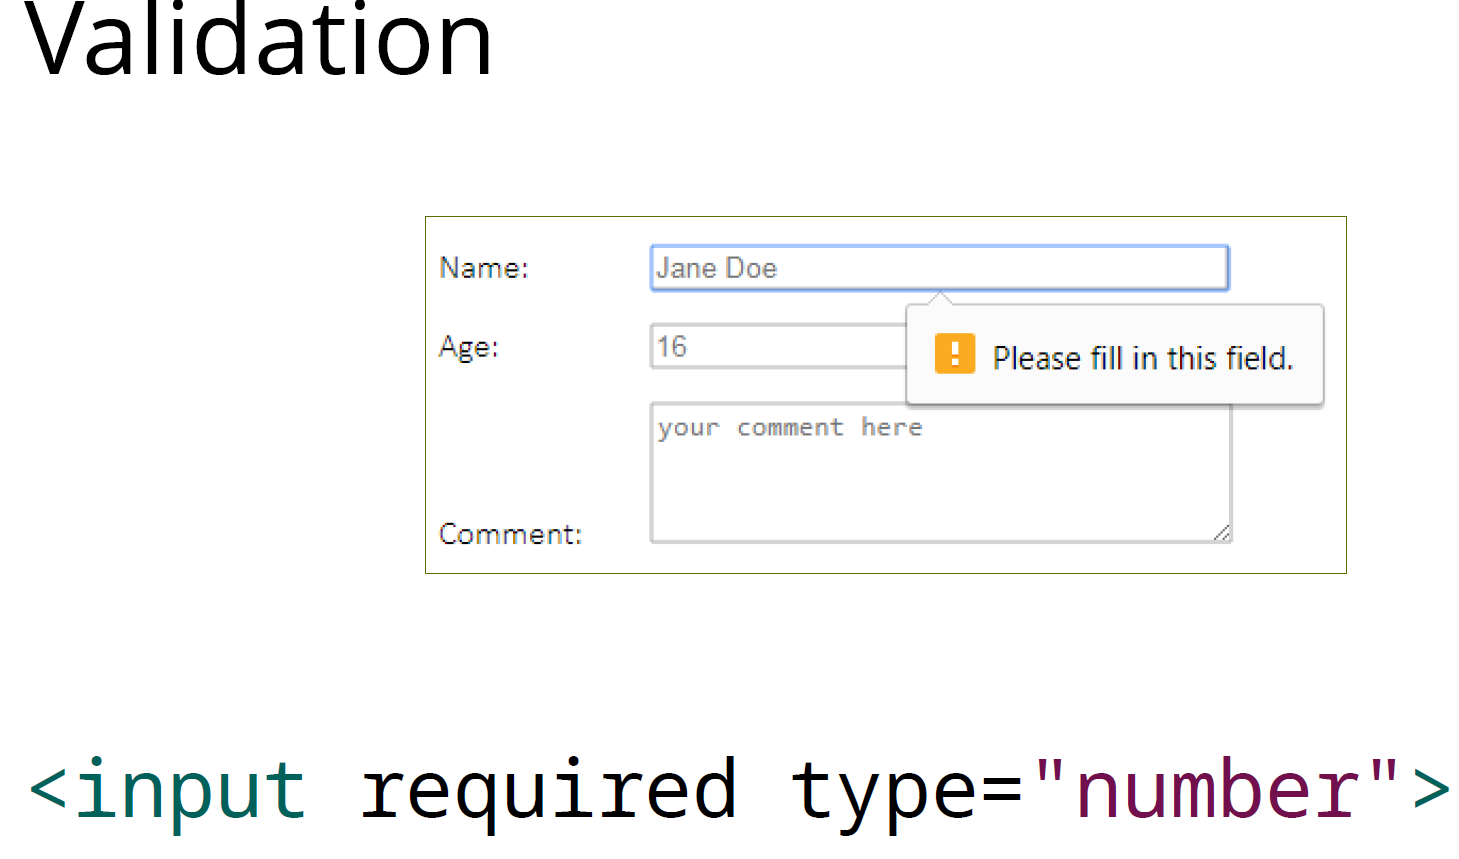 Validation
Name: Jane Doe
Age: 16
! Please fill in this field.
your comment here
Comment:
<input required type="number">